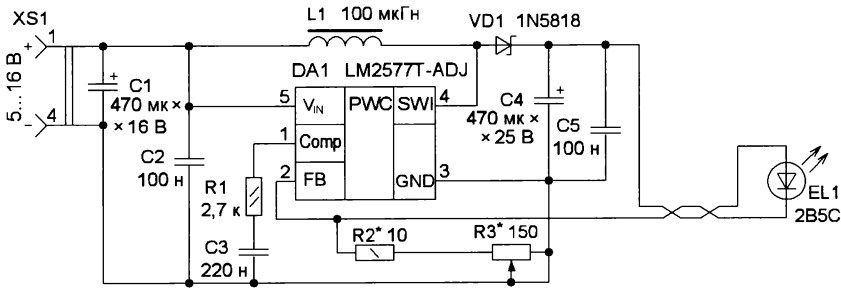 L1 100 мкГн
VD1 1N5818
XS1
1
+
5...16 В
–
4
C1
470 мк ×
× 16 В
+
C2
100 н
DA1 LM2577T-ADJ
5
VIN
PWC
SWI
4
1
Comp
2
FB
GND
3
C4
470 мк ×
× 25 В
+
C5
100 н
R1
2,7 к
C3
220 н
R2* 10
R3* 150
EL1
2B5C